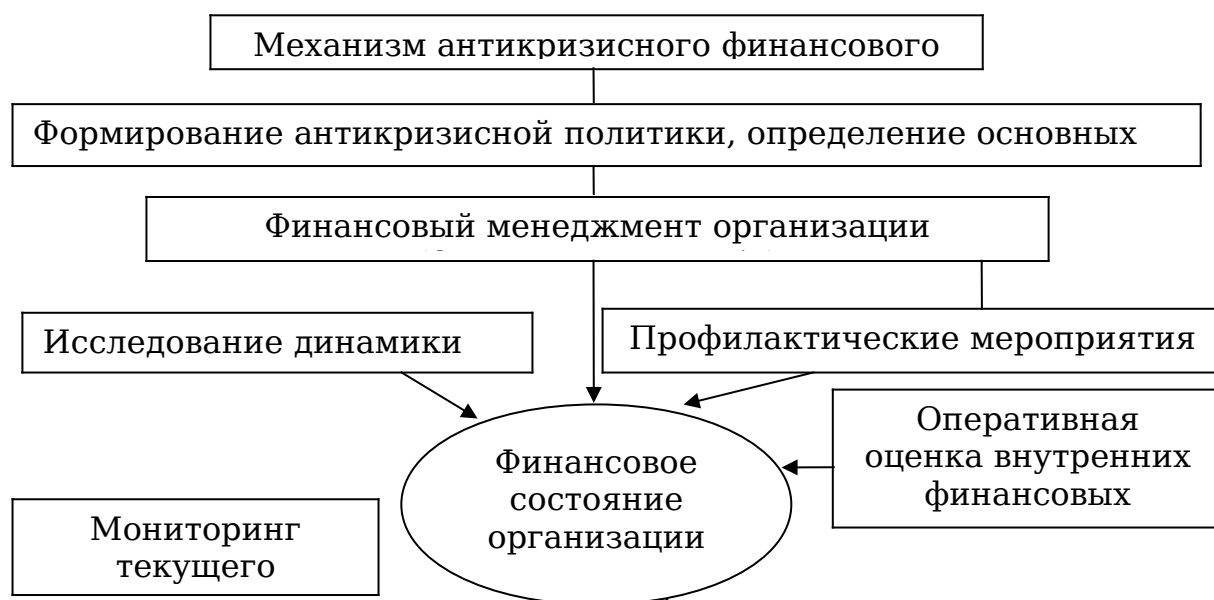 Механизм антикризисного финансового
Формирование антикризисной политики, определение основных
Финансовый менеджмент организации
Исследование динамики
Профилактические мероприятия
Оперативная
оценка внутренних
финансовых
Финансовое
состояние
организации
Мониторинг
текущего